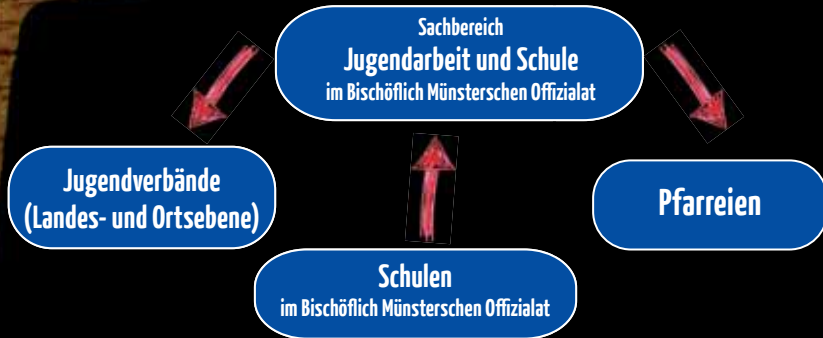 Sachbereich
Jugendarbeit und Schule
im Bischöflich Münsterschen Offizialat
Jugendverbände
(Landes- und Ortsebene)
Pfarreien
Schulen
im Bischöflich Münsterschen Offizialat